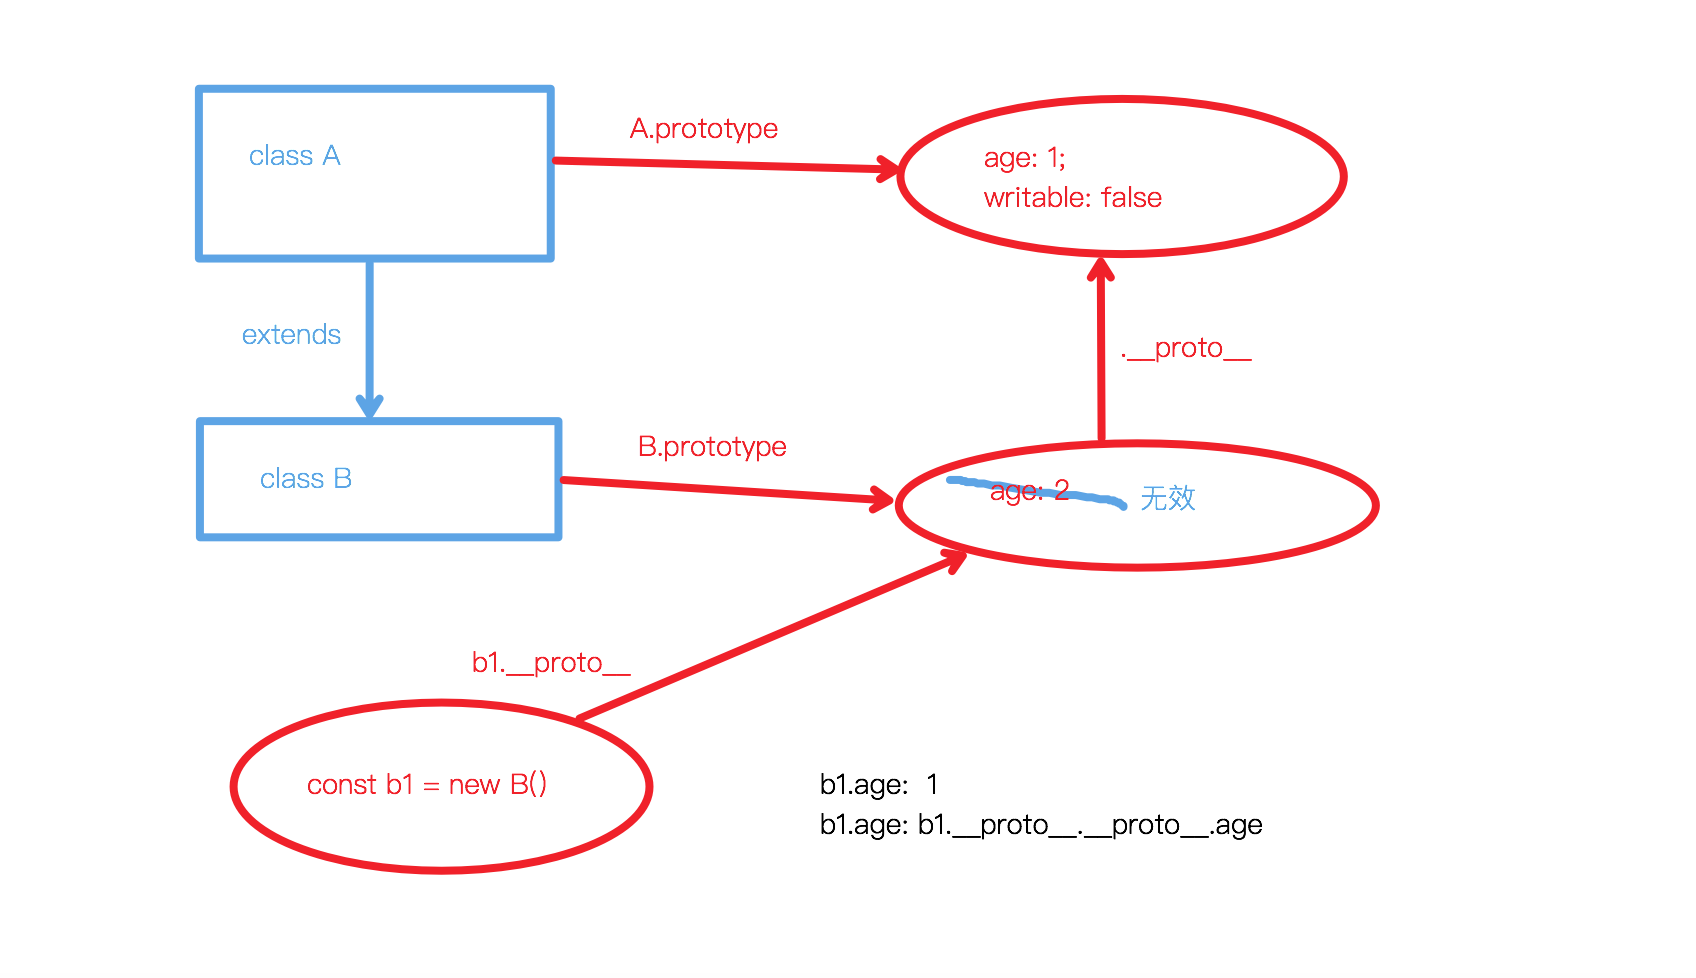 class A
A.prototype
age: 1;
writable: false
extends
.__proto__
class B
B.prototype
age: 2
无效
b1.__proto__
const b1 = new B()
b1.age:  1
b1.age: b1.__proto__.__proto__.age